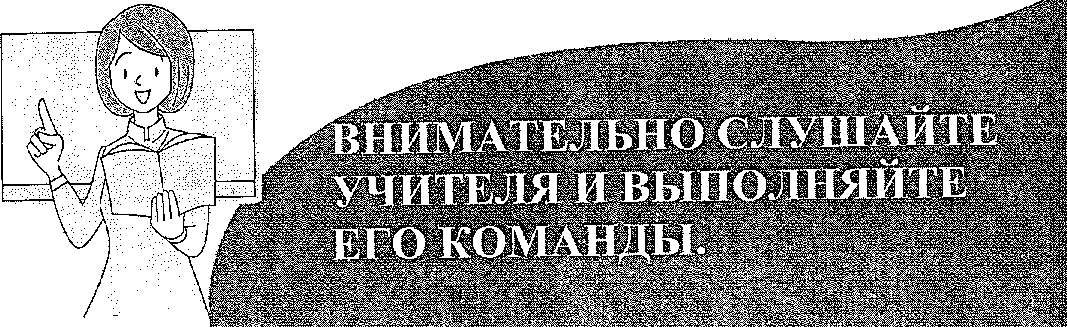 ВНИМАТЕЛЬНО СЛУШАЙТЕ
УЧИТЕЛЯ И ВЫПОЛНЯЙТЕ
ЕГО КОМАНДЫ.